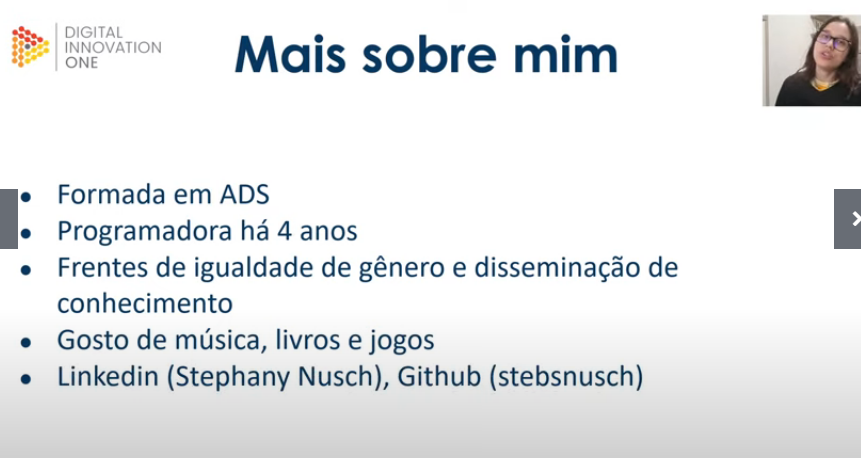 DIGITAL
INNOVATION
ONE
Mais sobre mim
• Formada em ADS
• Programadora há 4 anos
• Frentes de igualdade de gênero e disseminação de
conhecimento
• Gosto de música, livros e jogos
• Linkedin (Stephany Nusch), Github (stebsnusch)